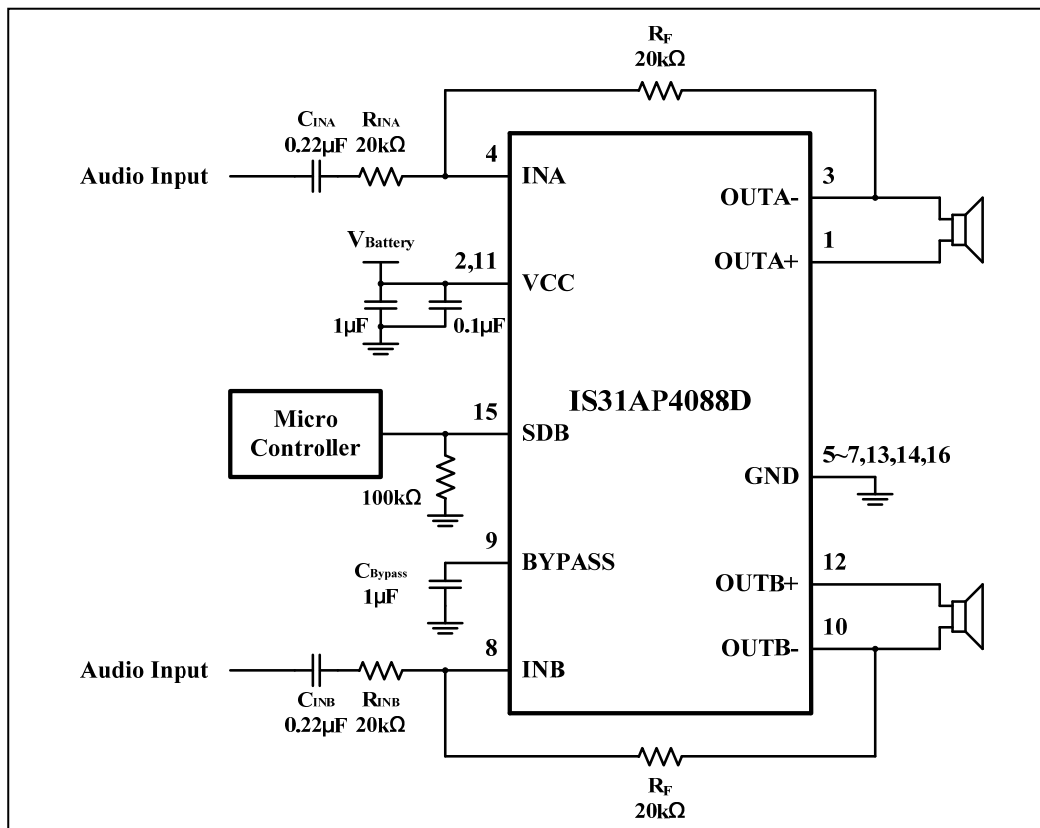 RF
20kΩ
CINA
0.22µF
RINA
20kΩ
Audio Input
4
INA
3
OUTA-
1
OUTA+
VBattery
2,11
VCC
1µF
0.1µF
IS31AP4088D
Micro
Controller
15
SDB
100kΩ
5~7,13,14,16
GND
9
BYPASS
CBypass
1µF
12
OUTB+
10
OUTB-
Audio Input
8
INB
CINB
0.22µF
RINB
20kΩ
RF
20kΩ